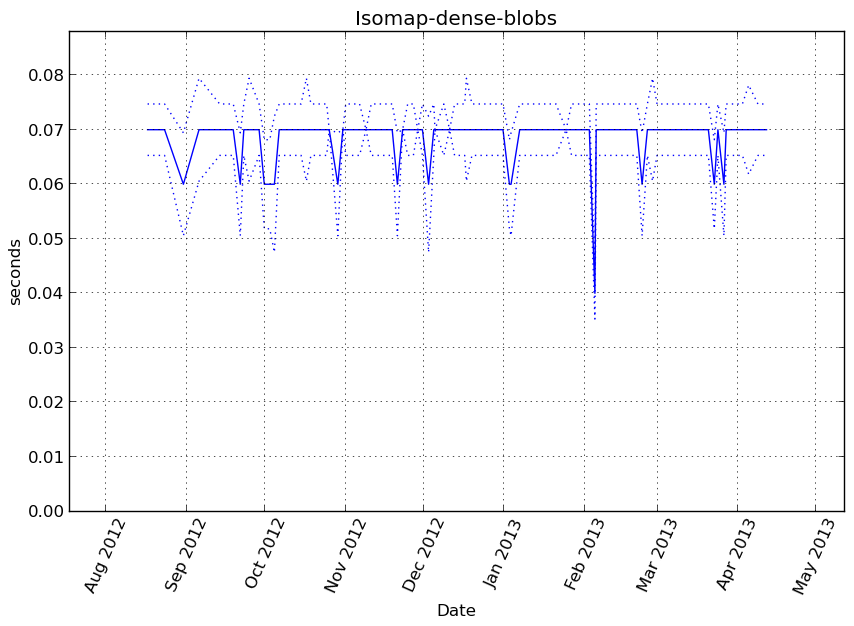 Isomap-dense-blobs
0.08
0.07
0.06
0.05
0.04
0.03
0.02
0.01
0.00
seconds
Aug 2012
Sep 2012
Oct 2012
Nov 2012
Dec 2012
Jan 2013
Feb 2013
Mar 2013
Apr 2013
May 2013
Date